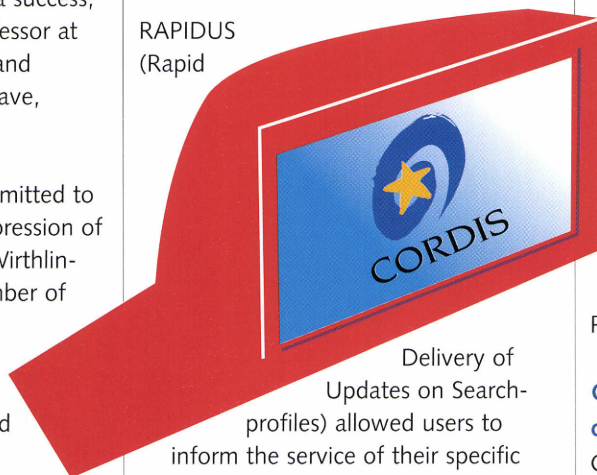 success,
essor at
and
ave,
mitted to
pression of
Wirthlin-
ber of
d
RAPIDUS
(Rapid
CORDIS
Delivery of
Updates on Search-
profiles) allowed users to
inform the service of their specific